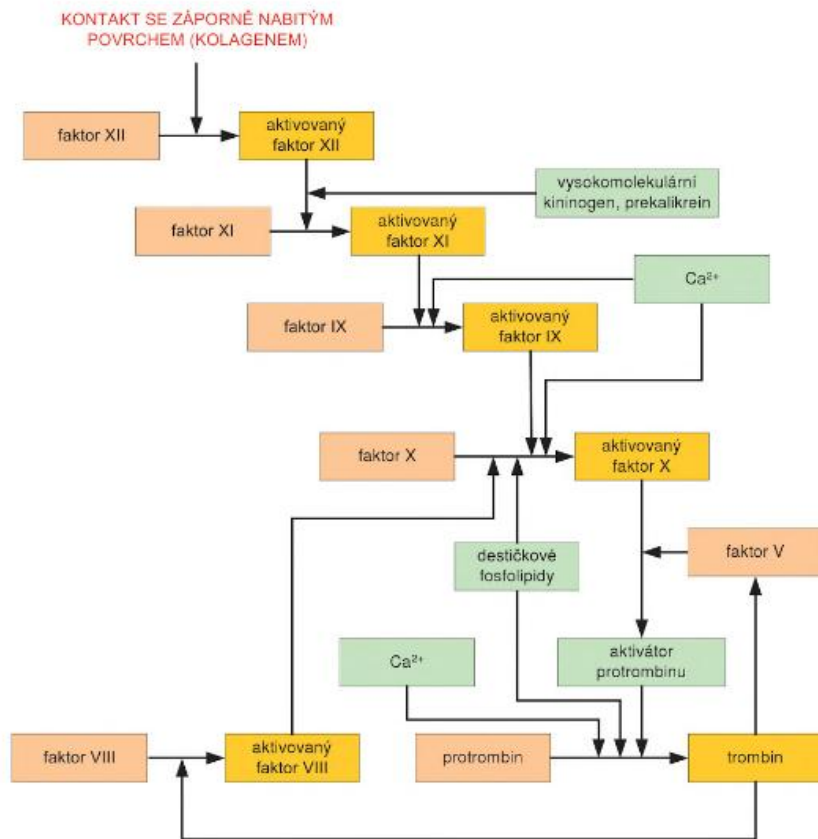 KONTAKT SE ZÁPORNĚ NABITÝM
POVRCHEM (KOLAGENEM)
faktor XII
aktivovaný
faktor XII
vysokomolekulární
kininogen, prekalikrein
faktor XI
aktivovaný
faktor XI
Ca²⁺
faktor IX
aktivovaný
faktor IX
faktor X
aktivovaný
faktor X
destičkové
fosfolipidy
faktor V
Ca²⁺
aktivátor
protrombinu
faktor VIII
aktivovaný
faktor VIII
protrombin
trombin